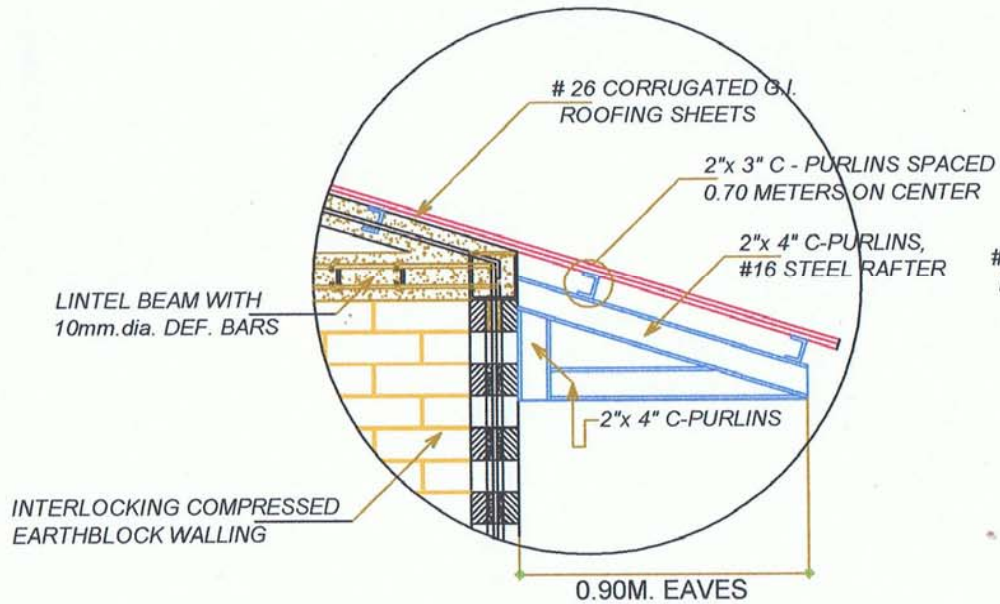 # 26 CORRUGATED G.I.
ROOFING SHEETS
2"x 3" C - PURLINS SPACED
0.70 METERS ON CENTER
2"x 4" C-PURLINS,
#16 STEEL RAFTER
#
LINTEL BEAM WITH
10mm.dia. DEF. BARS
2"x 4" C-PURLINS
INTERLOCKING COMPRESSED
EARTHBLOCK WALLING
0.90M. EAVES